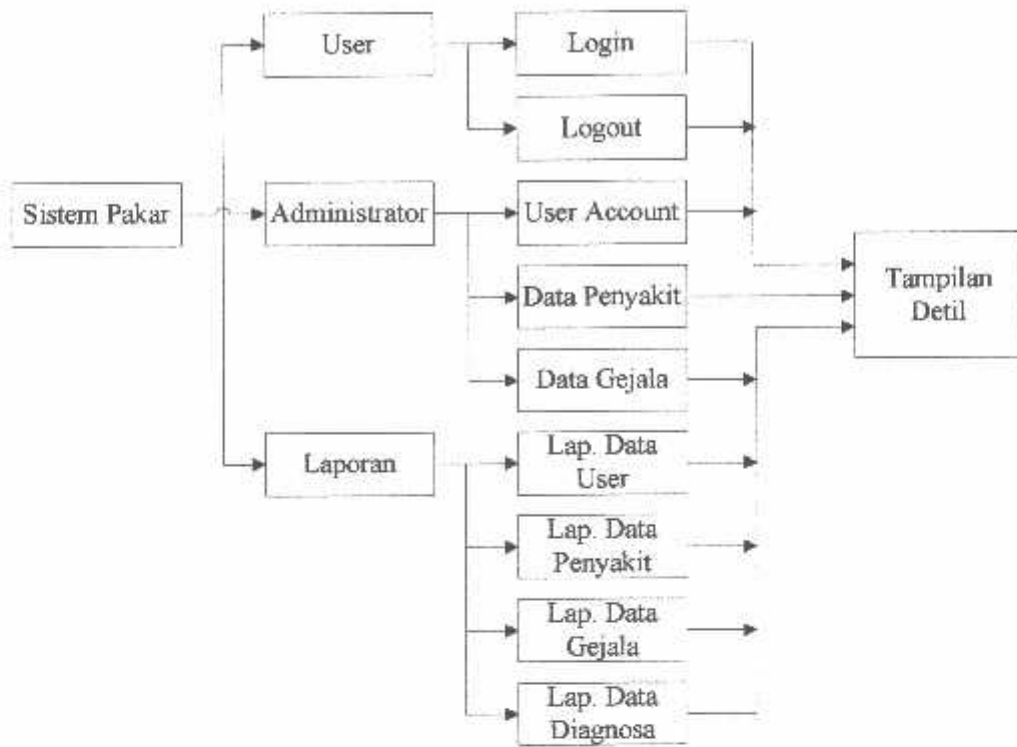 User
Login
Logout
Sistem Pakar
Administrator
User Account
Data Penyakit
Data Gejala
Tampilan
Detil
Laporan
Lap. Data
User
Lap. Data
Penyakit
Lap. Data
Gejala
Lap. Data
Diagnosa